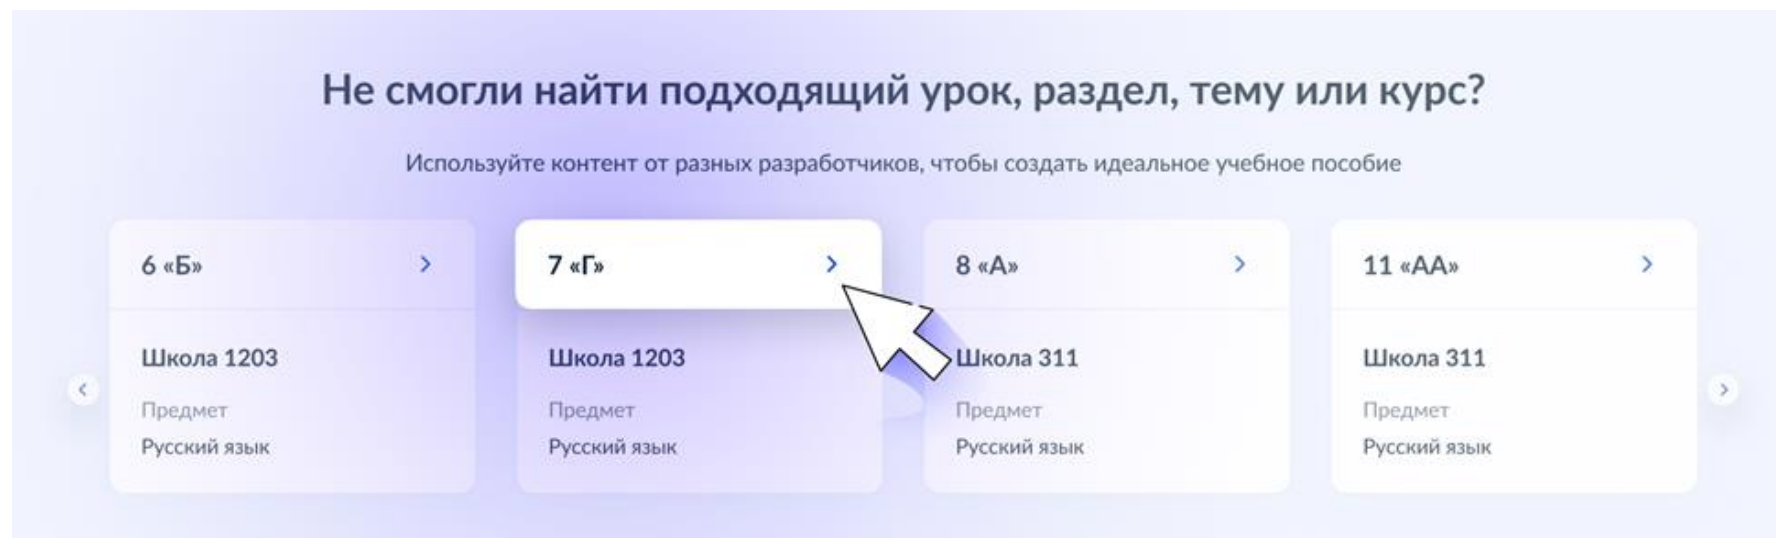 Не смогли найти подходящий урок, раздел, тему или курс?
Используйте контент от разных разработчиков, чтобы создать идеальное учебное пособие
6 «Б»
Школа 1203
Предмет
Русский язык
7 «Г»
Школа 1203
Предмет
Русский язык
8 «А»
Школа 311
Предмет
Русский язык
11 «АА»
Школа 311
Предмет
Русский язык